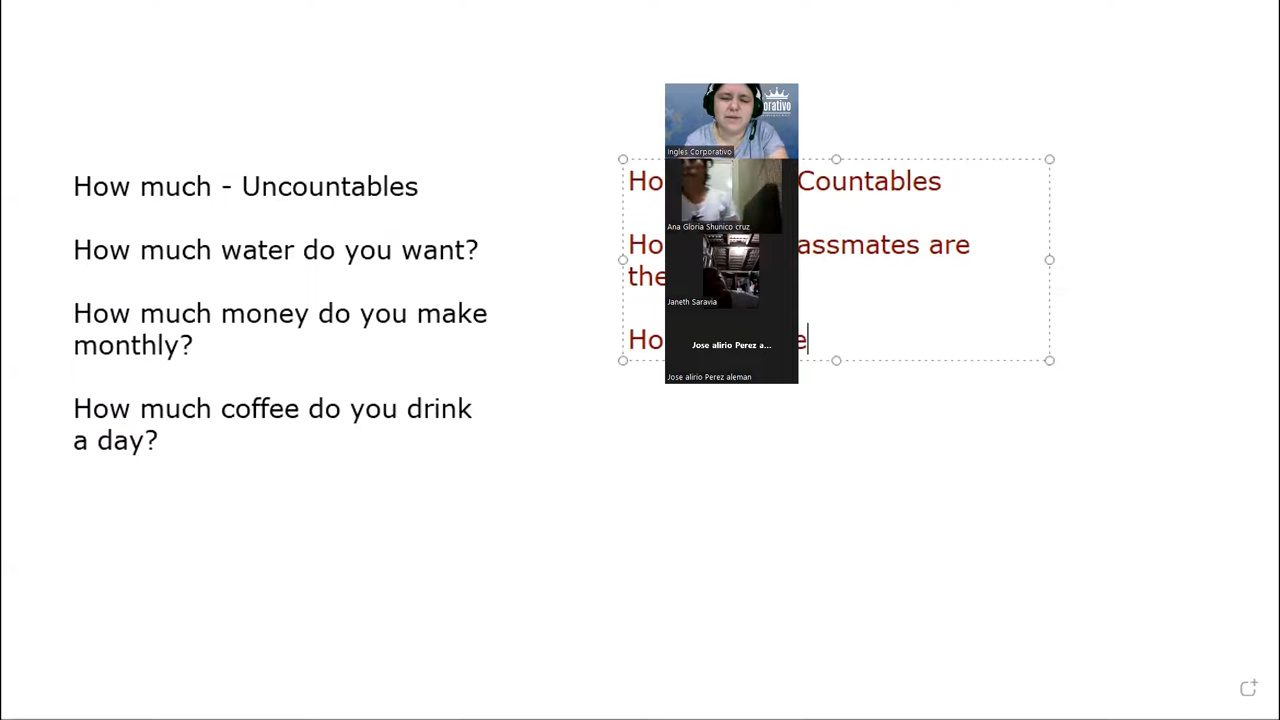 How much - Uncountables
How much water do you want?
How much money do you make
monthly?
How much coffee do you drink
a day?
orativo
Ingles Corporativo
Ana Gloria Shunico cruz
Janeth Saravia
Jose alirio Perez a...
Jose alirio Perez aleman
Ho Countables
Ho assmates are
the
Ho e